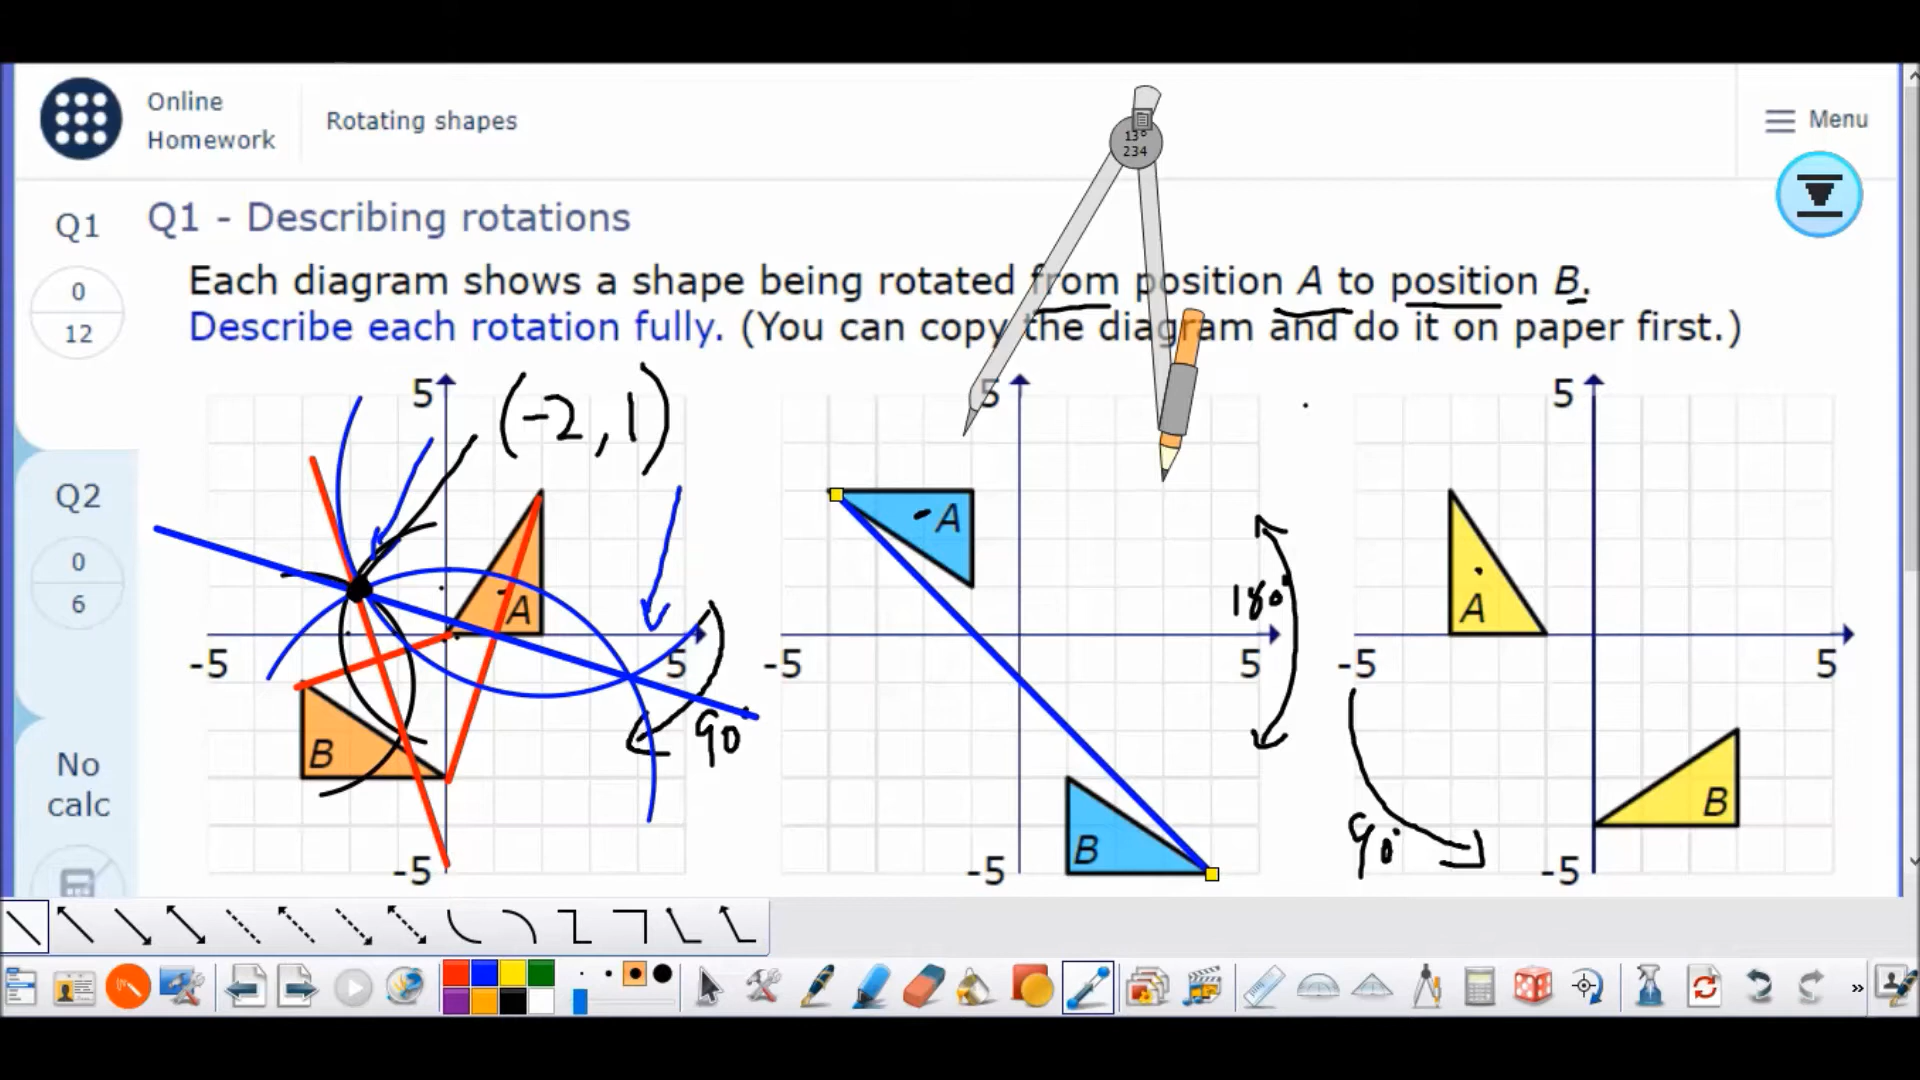 Online
Homework
Rotating shapes
Menu
13°
234
Q1
0
12
Q2
0
6
No
calc
Q1 - Describing rotations
Each diagram shows a shape being rotated from position A to position B.
Describe each rotation fully. (You can copy the diagram and do it on paper first.)
5
(-2, 1)
A
-5
5
B
90°
-5
5
A
180°
-5
5
B
-5
5
A
-5
5
B
90°
-5
»